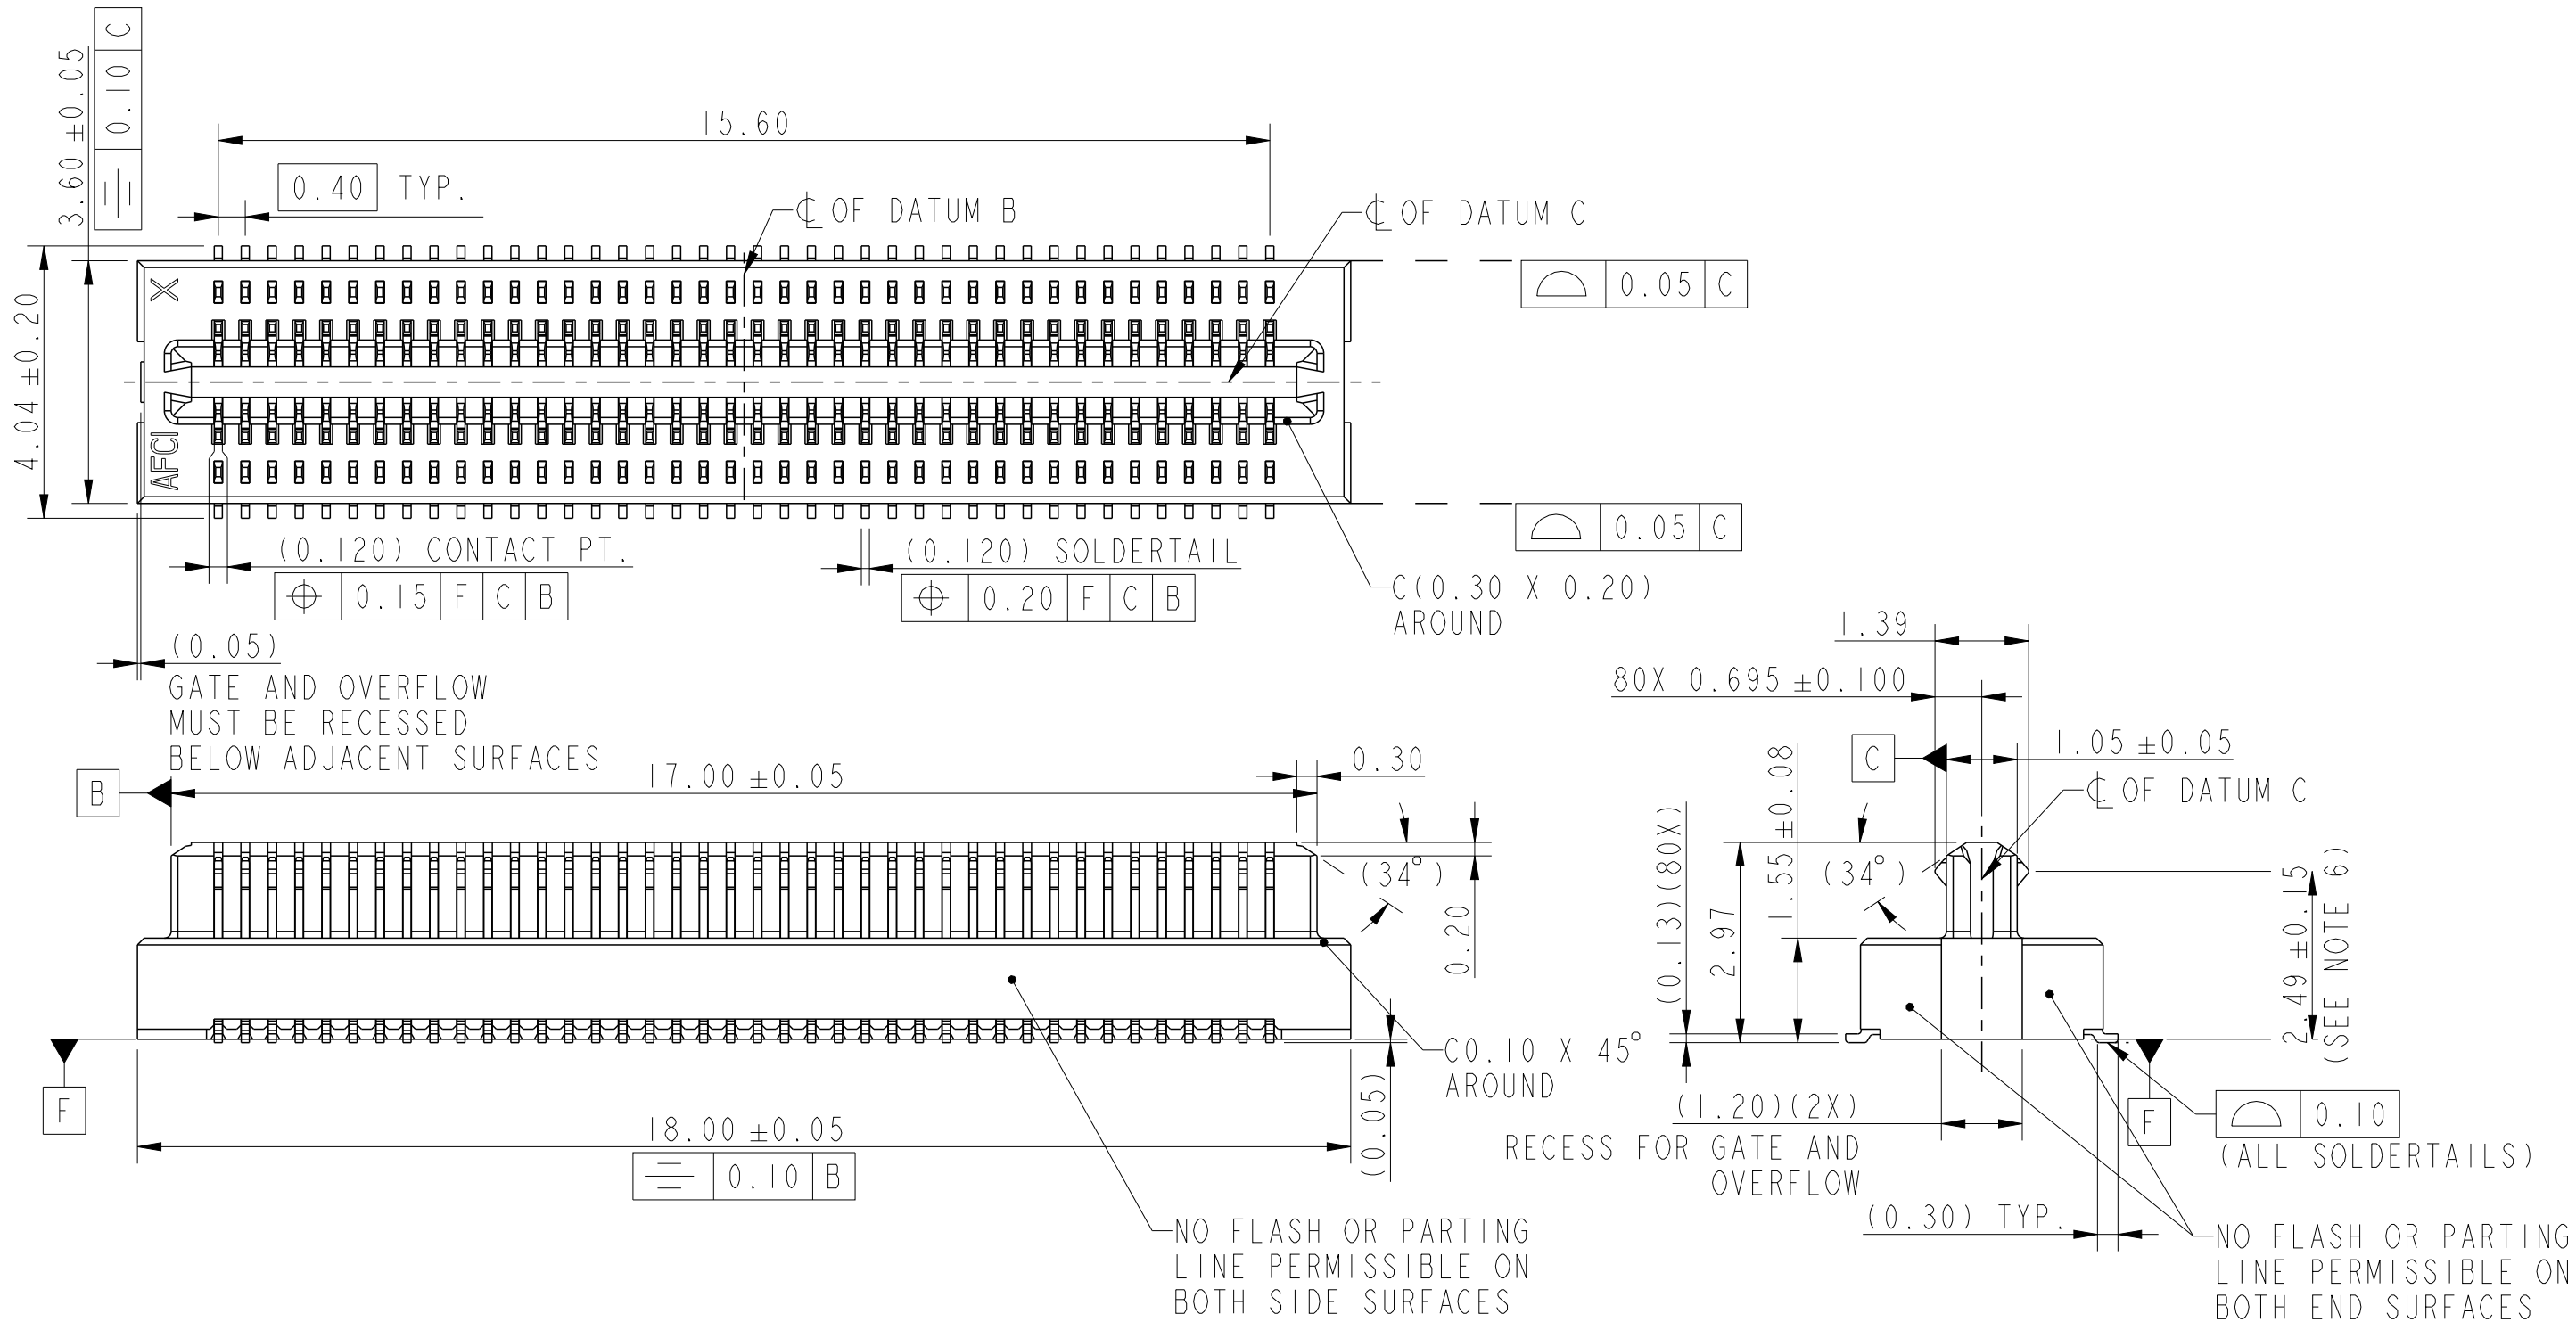 3.60 ±0.05
0.10 C
15.60
0.40 TYP.
℄ OF DATUM B
℄ OF DATUM C
4.04 ±0.20
X
AFCI
0.05 C
0.05 C
(0.120) CONTACT PT.
0.15 F C B
(0.120) SOLDERTAIL
0.20 F C B
C(0.30 X 0.20)
AROUND
(0.05)
GATE AND OVERFLOW
MUST BE RECESSED
BELOW ADJACENT SURFACES
B
17.00 ±0.05
0.30
(34°)
0.20
C0.10 X 45°
AROUND
(0.05)
F
18.00 ±0.05
0.10 B
NO FLASH OR PARTING
LINE PERMISSIBLE ON
BOTH SIDE SURFACES
1.39
80X 0.695 ±0.100
C
1.05 ±0.05
℄ OF DATUM C
(0.13)(80X)
2.97
1.55 ±0.08
(34°)
2.49 ±0.15
(SEE NOTE 6)
(1.20)(2X)
RECESS FOR GATE AND
OVERFLOW
F
0.10
(ALL SOLDERTAILS)
(0.30) TYP.
NO FLASH OR PARTING
LINE PERMISSIBLE ON
BOTH END SURFACES